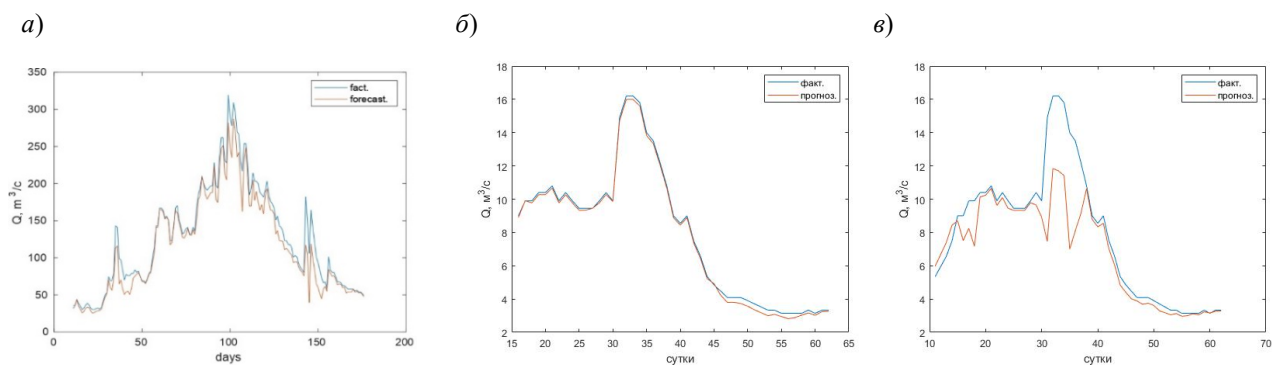 а)
б)
в)
350
300
250
200
150
100
50
0
Q, m 3/c
0 50 100 150 200
days
fact.
forecast.
18
16
14
12
10
8
6
4
2
Q, м3/с
15 20 25 30 35 40 45 50 55 60 65
сутки
факт.
прогноз.
18
16
14
12
10
8
6
4
2
Q, м3/с
10 20 30 40 50 60 70
сутки
факт.
прогноз.